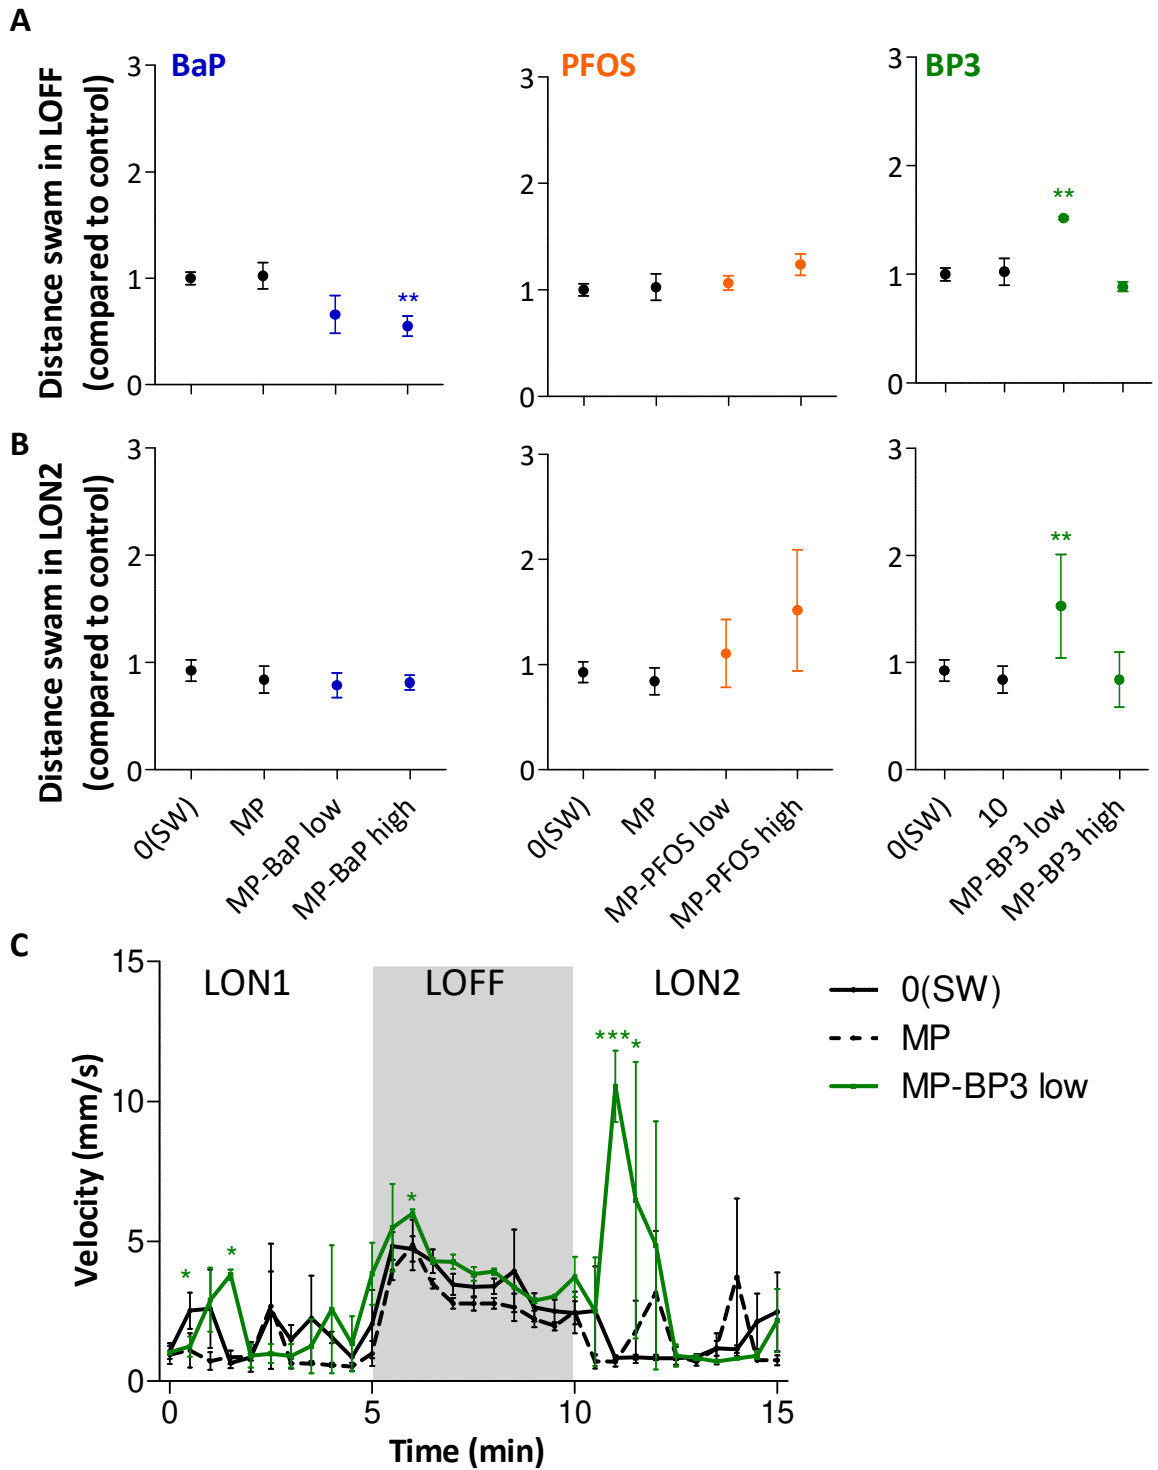 A
BaP
PFOS
BP3
Distance swam in LOFF
(compared to control)
3
2
1
0
**
3
2
1
0
3
2
1
0
**
B
Distance swam in LON2
(compared to control)
3
2
1
0
3
2
1
0
3
2
1
0
**
0(SW)
MP
MP-BaP low
MP-BaP high
0(SW)
MP
MP-PFOS low
MP-PFOS high
0(SW)
10
MP-BP3 low
MP-BP3 high
C
Velocity (mm/s)
15
10
5
0
LON1
LOFF
LON2
*
*
*
***
*
0(SW)
MP
MP-BP3 low
0
5
10
15
Time (min)